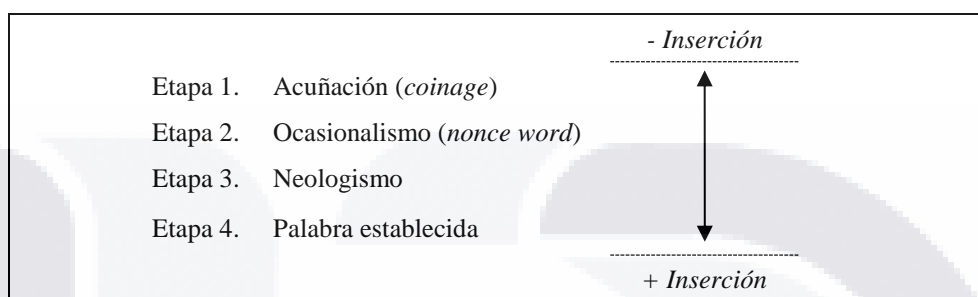 - Inserción
Etapa 1. Acuñación (coinage)
Etapa 2. Ocasionalismo (nonce word)
Etapa 3. Neologismo
Etapa 4. Palabra establecida
+ Inserción